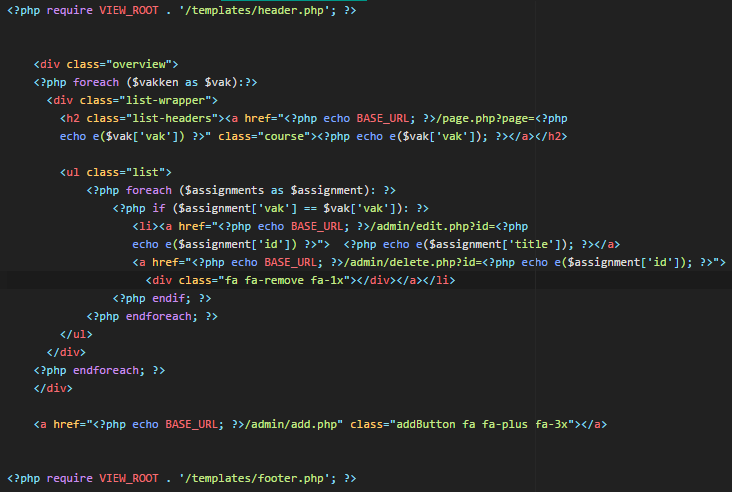 <?php require VIEW_ROOT . '/templates/header.php'; ?>
<div class="overview">
<?php foreach ($vakken as $vak):?>
<div class="list-wrapper">
<h2 class="list-headers"><a href="<?php echo BASE_URL; ?>/page.php?page=<?php
echo e($vak['vak']) ?>" class="course"><?php echo e($vak['vak']); ?></a></h2>
<ul class="list">
<?php foreach ($assignments as $assignment): ?>
<?php if ($assignment['vak'] == $vak['vak']): ?>
<li><a href="<?php echo BASE_URL; ?>/admin/edit.php?id=<?php
echo e($assignment['id']) ?>">  <?php echo e($assignment['title']); ?></a>
<a href="<?php echo BASE_URL; ?>/admin/delete.php?id=<?php echo e($assignment['id']); ?>">
<div class="fa fa-remove fa-1x"></div></a></li>
<?php endif; ?>
<?php endforeach; ?>
</ul>
</div>
<?php endforeach; ?>
</div>
<a href="<?php echo BASE_URL; ?>/admin/add.php" class="addButton fa fa-plus fa-3x"></a>
<?php require VIEW_ROOT . '/templates/footer.php'; ?>